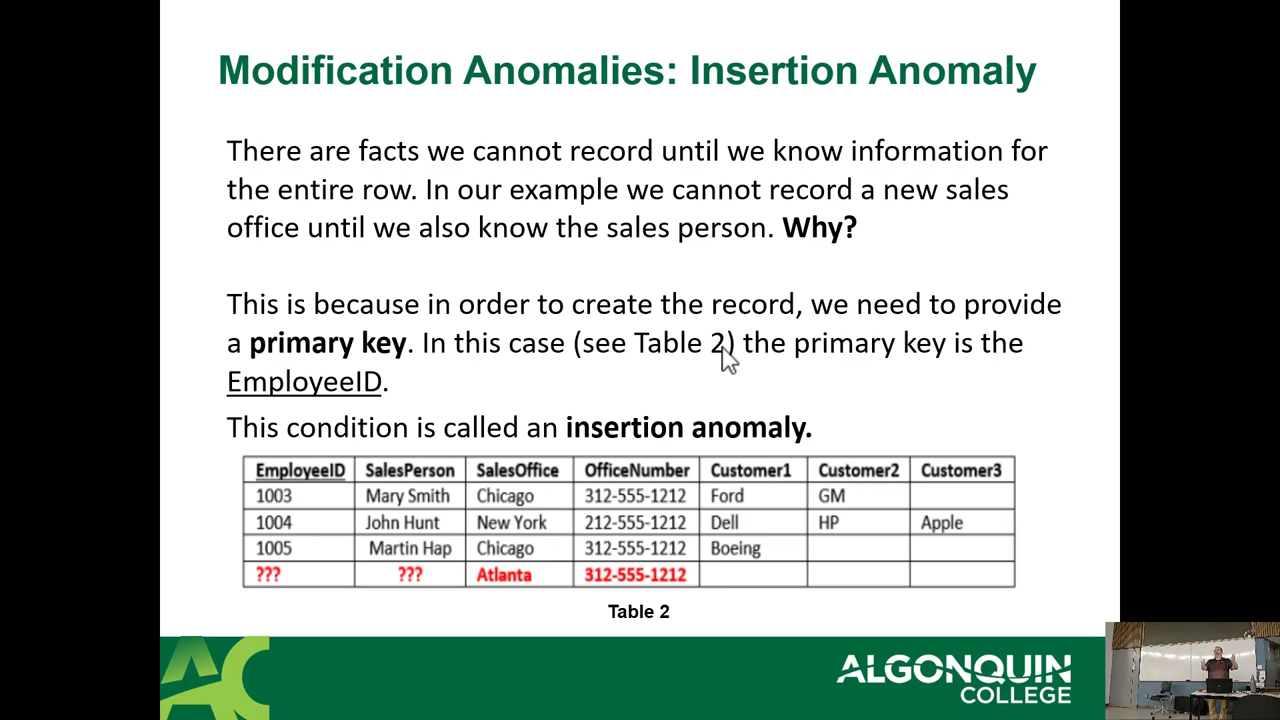 Modification Anomalies: Insertion Anomaly
There are facts we cannot record until we know information for
the entire row. In our example we cannot record a new sales
office until we also know the sales person. Why?
This is because in order to create the record, we need to provide
a primary key. In this case (see Table 2) the primary key is the
EmployeeID.
This condition is called an insertion anomaly.
EmployeeID SalesPerson SalesOffice OfficeNumber Customer1 Customer2 Customer3
1003 Mary Smith Chicago 312-555-1212 Ford GM
1004 John Hunt New York 212-555-1212 Dell HP Apple
1005 Martin Hap Chicago 312-555-1212 Boeing
??? ??? Atlanta 312-555-1212
Table 2
AC
ALGONQUIN
COLLEGE